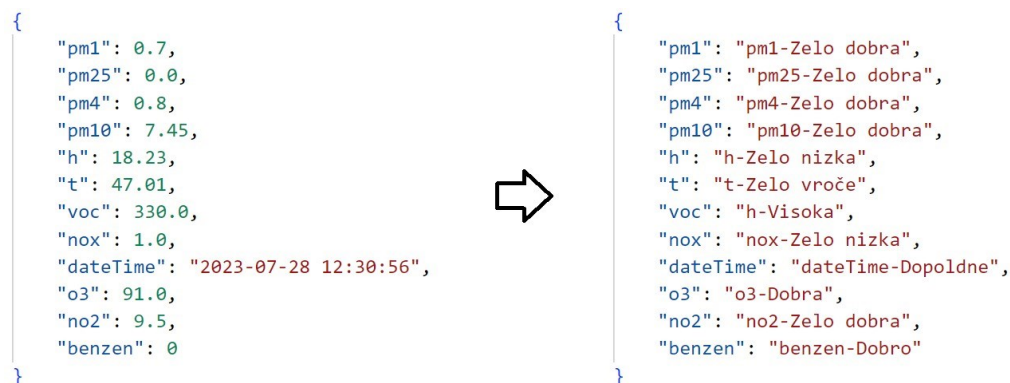 {
"pm1": 0.7,
"pm25": 0.0,
"pm4": 0.8,
"pm10": 7.45,
"h": 18.23,
"t": 47.01,
"voc": 330.0,
"nox": 1.0,
"dateTime": "2023-07-28 12:30:56",
"o3": 91.0,
"no2": 9.5,
"benzen": 0
}
{
"pm1": "pm1-Zelo dobra",
"pm25": "pm25-Zelo dobra",
"pm4": "pm4-Zelo dobra",
"pm10": "pm10-Zelo dobra",
"h": "h-Zelo nizka",
"t": "t-Zelo vroče",
"voc": "h-Visoka",
"nox": "nox-Zelo nizka",
"dateTime": "dateTime-Dopoldne",
"o3": "o3-Dobra",
"no2": "no2-Zelo dobra",
"benzen": "benzen-Dobro"
}